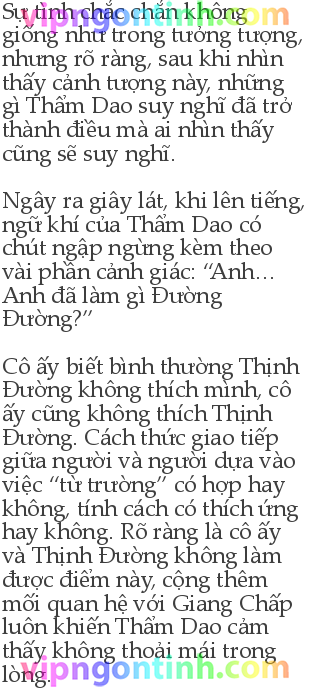 Sự tình chắc chắn không
vipngontinh.com
giống như trong tưởng tượng,
nhưng rõ ràng, sau khi nhìn
thấy cảnh tượng này, những
gì Thẩm Dao suy nghĩ đã trở
thành điều mà ai nhìn thấy
cũng sẽ suy nghĩ.
Ngây ra giây lát, khi lên tiếng,
ngữ khí của Thẩm Dao có
chút ngập ngừng kèm theo
vài phần cảnh giác: “Anh…
Anh đã làm gì Đường
Đường?”
Cô ấy biết bình thường Thịnh
Đường không thích mình, cô
ấy cũng không thích Thịnh
Đường. Cách thức giao tiếp
giữa người và người dựa vào
việc “từ trường” có hợp hay
không, tính cách có thích ứng
hay không. Rõ ràng là cô ấy
và Thịnh Đường không làm
được điểm này, cộng thêm
mối quan hệ với Giang Chấp
luôn khiến Thẩm Dao cảm
thấy không thoải mái trong
lòng.
vipngontinh.com